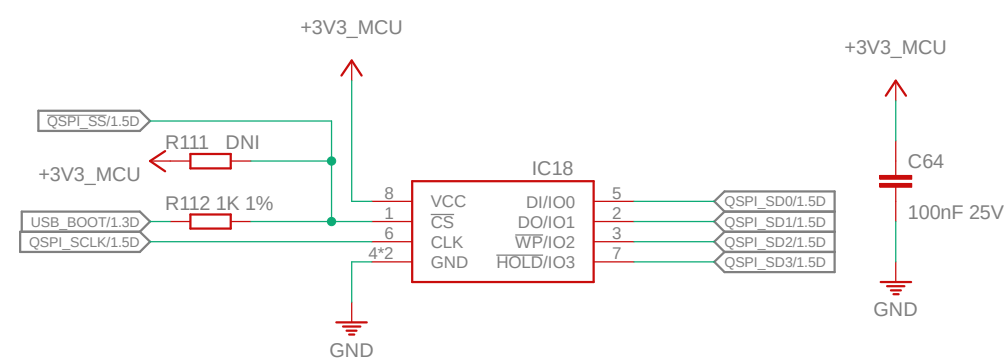 +3V3_MCU
+3V3_MCU
QSPI_SS/1.5D
R111 DNI
+3V3_MCU
C64
100nF 25V
IC18
R112 1K 1%
USB_BOOT/1.3D
QSPI_SCLK/1.5D
8 VCC DI/IO0 5 QSPI_SD0/1.5D
1 CS DO/IO1 2 QSPI_SD1/1.5D
6 CLK WP/IO2 3 QSPI_SD2/1.5D
4*2 GND HOLD/IO3 7 QSPI_SD3/1.5D
GND
GND